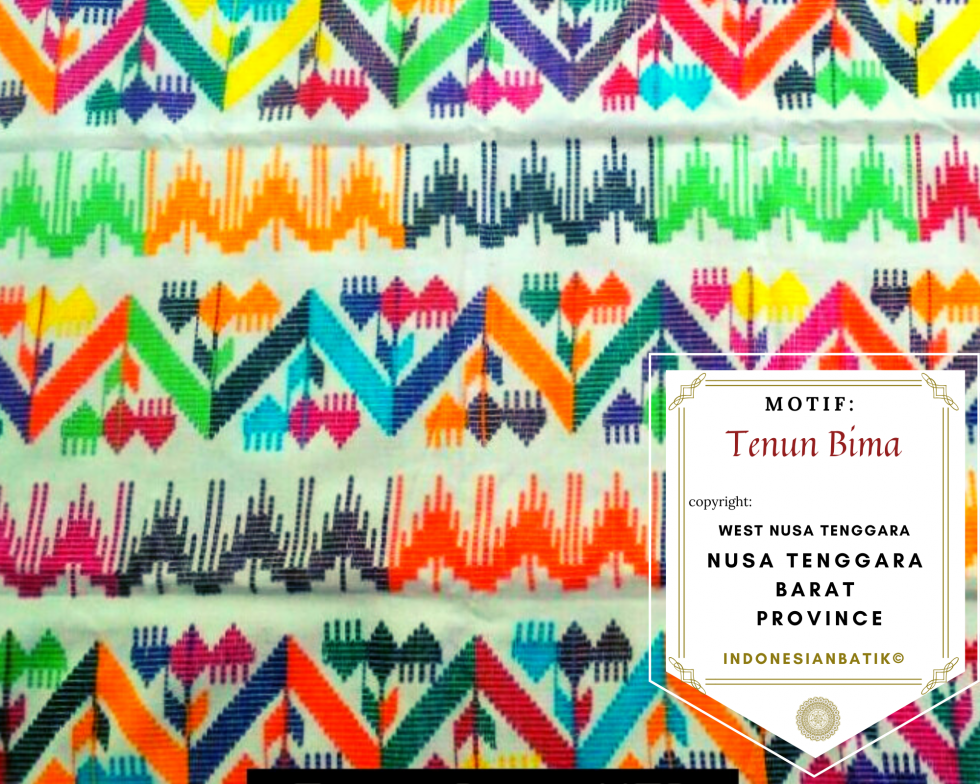 MOTIF:
Tenun Bima
copyright:
WEST NUSA TENGGARA
NUSA TENGGARA
BARAT
PROVINCE
INDONESIANBATIK©